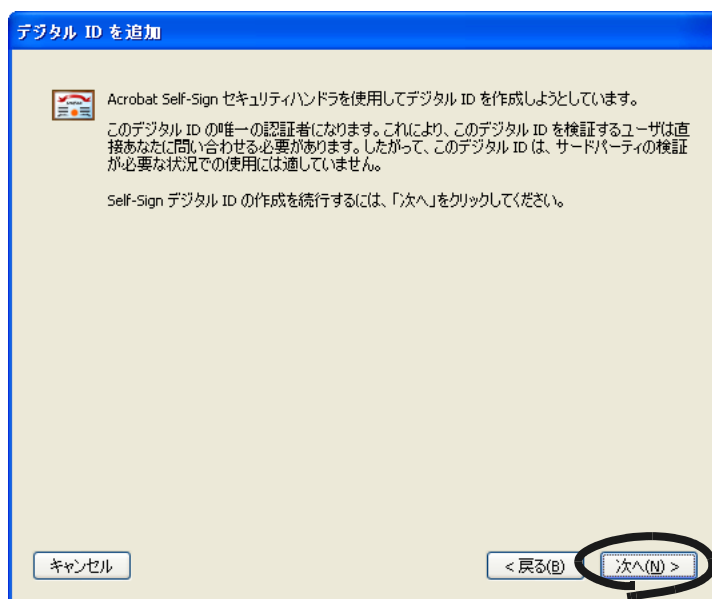 デジタル ID を追加
Acrobat Self-Sign セキュリティハンドラを使用してデジタル ID を作成しようとしています。
このデジタル ID の唯一の認証者になります。これにより、このデジタル ID を検証するユーザは直
接あなたに問い合わせる必要があります。したがって、このデジタル ID は、サードパーティの検証
が必要な状況での使用には適していません。
Self-Sign デジタル ID の作成を続行するには、「次へ」をクリックしてください。
キャンセル
< 戻る(B)
次へ(N) >